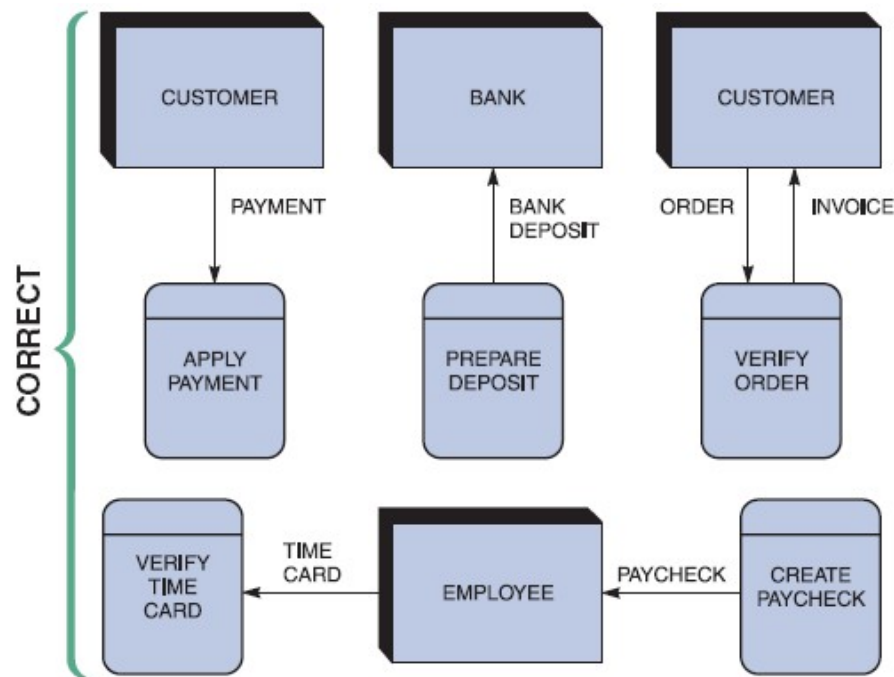 CORRECT
CUSTOMER
BANK
CUSTOMER
PAYMENT
BANK
DEPOSIT
ORDER
INVOICE
APPLY
PAYMENT
PREPARE
DEPOSIT
VERIFY
ORDER
VERIFY
TIME
CARD
TIME
CARD
EMPLOYEE
PAYCHECK
CREATE
PAYCHECK